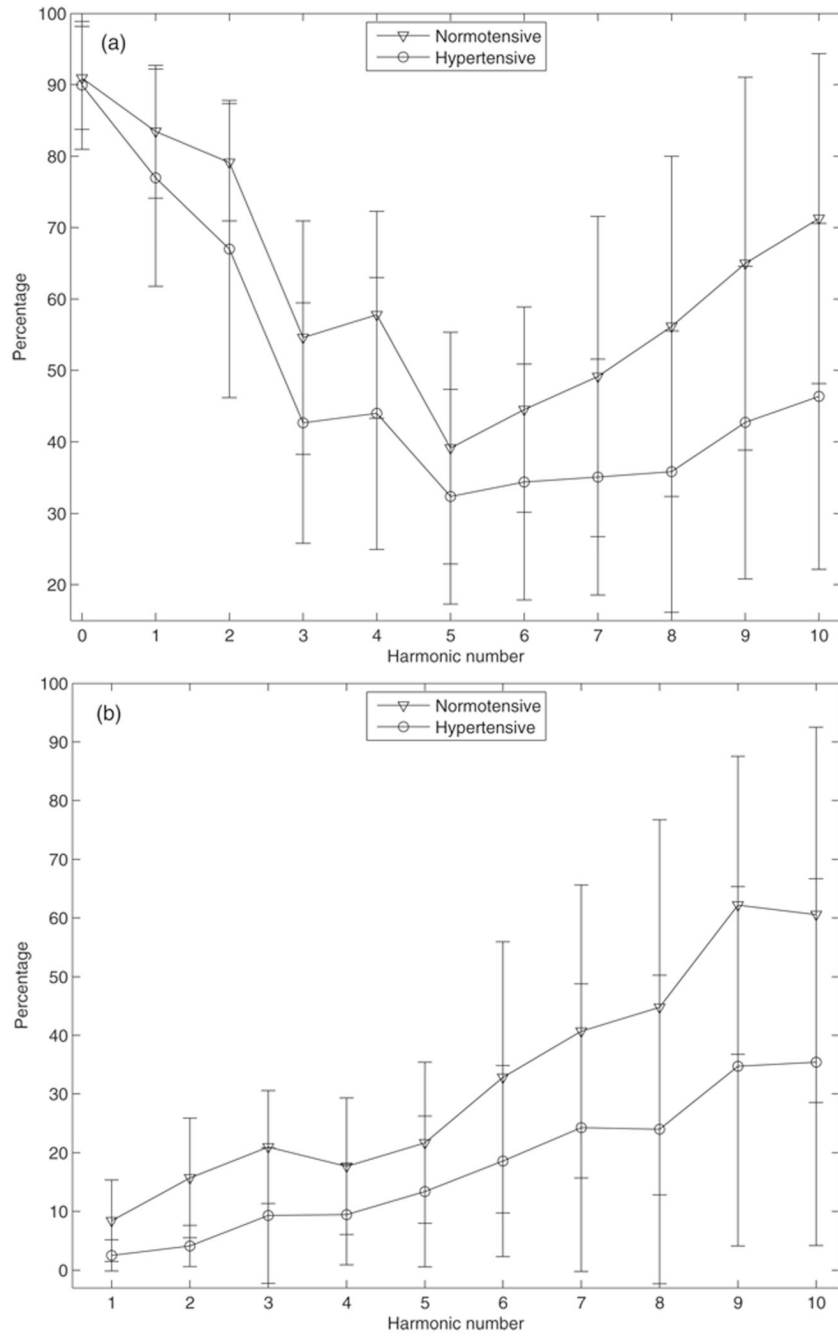 (a)
Normotensive
Hypertensive
100
90
80
70
60
50
40
30
20
Percentage
0 1 2 3 4 5 6 7 8 9 10
Harmonic number
(b)
Normotensive
Hypertensive
100
90
80
70
60
50
40
30
20
10
0
Percentage
1 2 3 4 5 6 7 8 9 10
Harmonic number